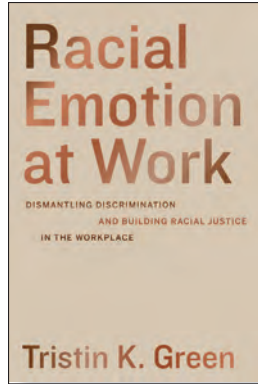 Racial
Emotion
at Work
DISMANTLING DISCRIMINATION
AND BUILDING RACIAL JUSTICE
IN THE WORKPLACE
Tristin K. Green